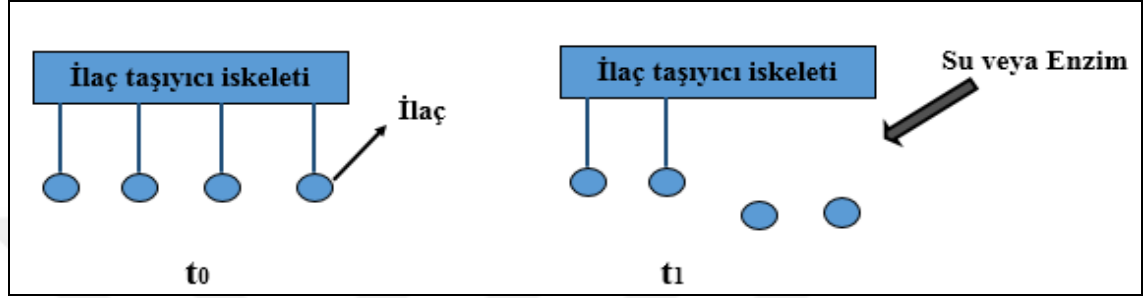 İlaç taşıyıcı iskeleti
İlaç
t0
İlaç taşıyıcı iskeleti
Su veya Enzim
t1